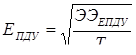 E_ПДУ = √(ЭЭ_ЕПДУ / T)